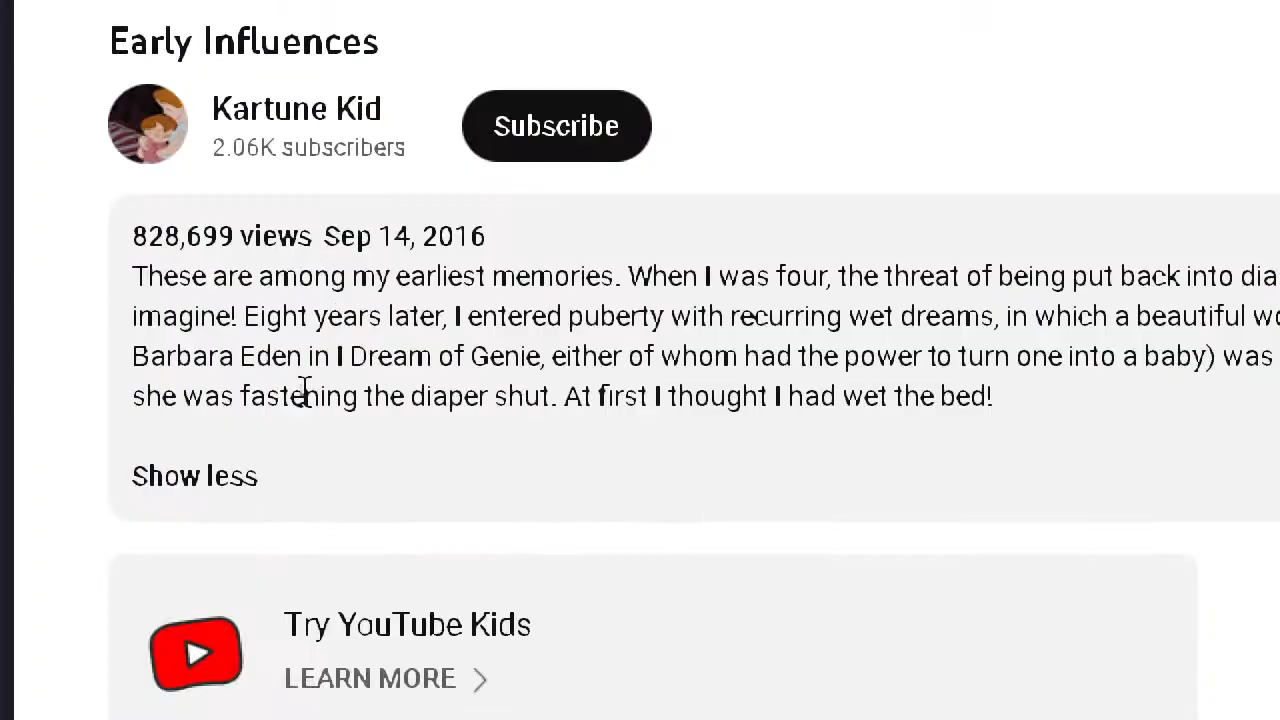 Early Influences
Kartune Kid
2.06K subscribers
Subscribe
828,699 views Sep 14, 2016
These are among my earliest memories. When I was four, the threat of being put back into dia
imagine! Eight years later, I entered puberty with recurring wet dreams, in which a beautiful wo
Barbara Eden in I Dream of Genie, either of whom had the power to turn one into a baby) was
she was fastening the diaper shut. At first I thought I had wet the bed!
Show less
Try YouTube Kids
LEARN MORE